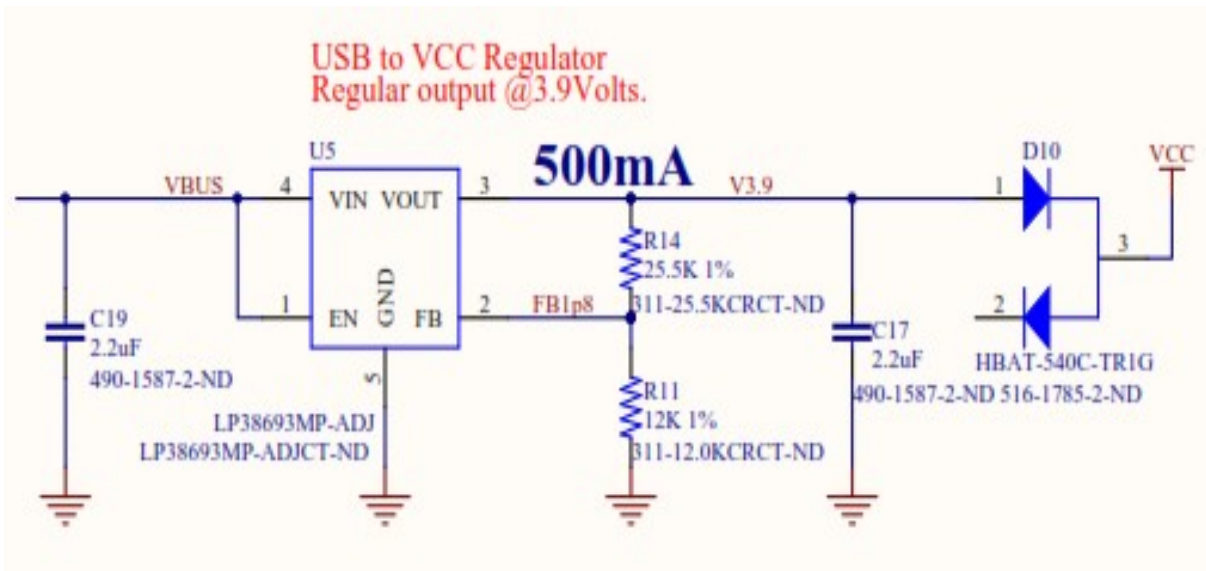 USB to VCC Regulator
Regular output @3.9Volts.
U5
500mA
D10
VCC
VBUS
4
VIN VOUT
3
V3.9
1
R14
25.5K 1%
311-25.5KCRCT-ND
3
GND
1
EN
FB
2
FB1p8
2
C19
2.2uF
490-1587-2-ND
C17
2.2uF
490-1587-2-ND
HBAT-540C-TR1G
516-1785-2-ND
5
R11
12K 1%
311-12.0KCRCT-ND
LP38693MP-ADJ
LP38693MP-ADJCT-ND